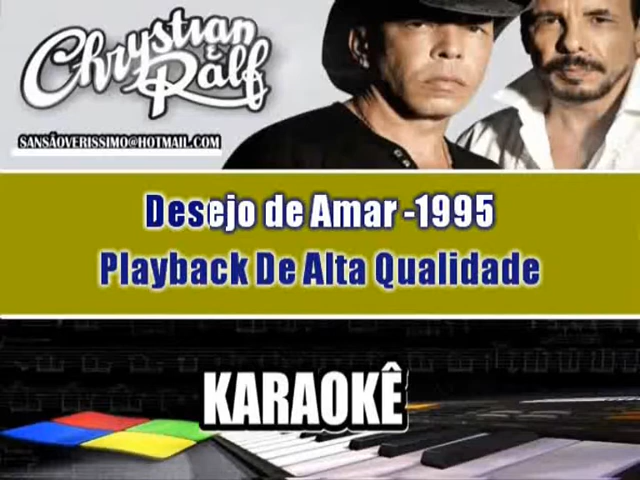 Chrystian
&
Ralf
SANSÃOVERISSIMO@HOTMAIL.COM
Desejo de Amar -1995
Playback De Alta Qualidade
KARAOKÊ